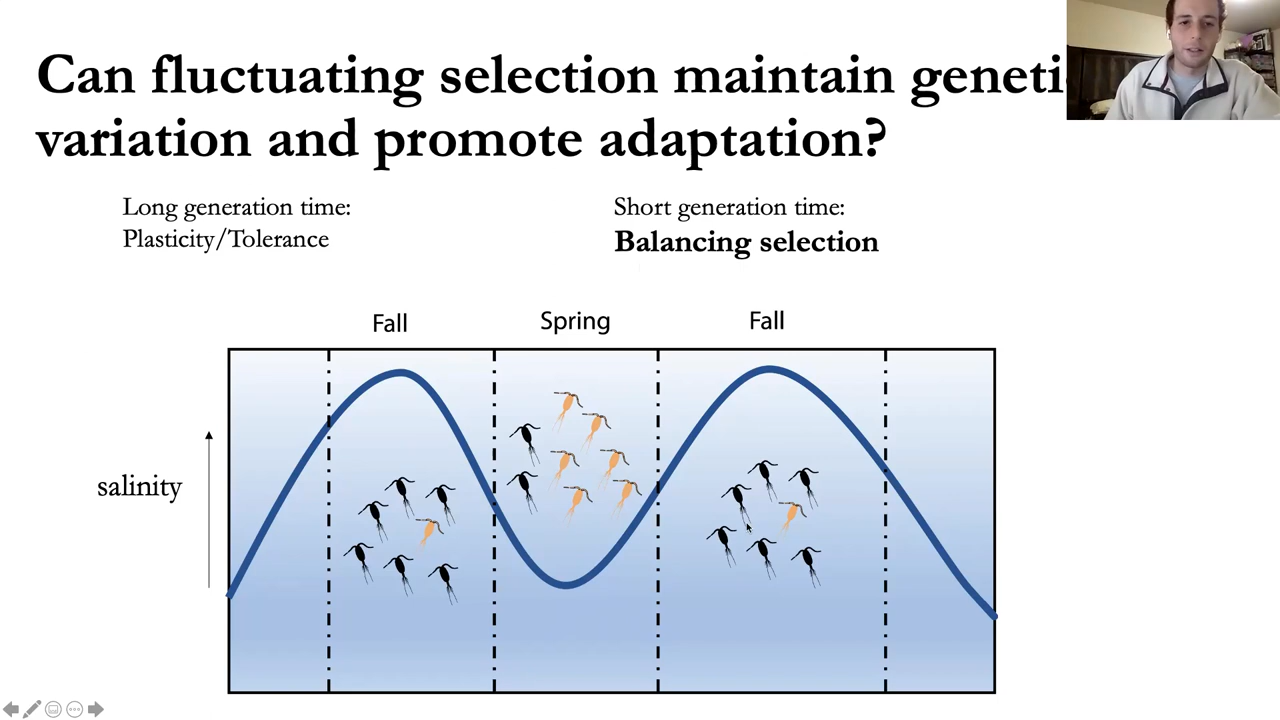 Can fluctuating selection maintain geneti
variation and promote adaptation?
Long generation time:
Plasticity/Tolerance
Short generation time:
Balancing selection
Fall
Spring
Fall
salinity